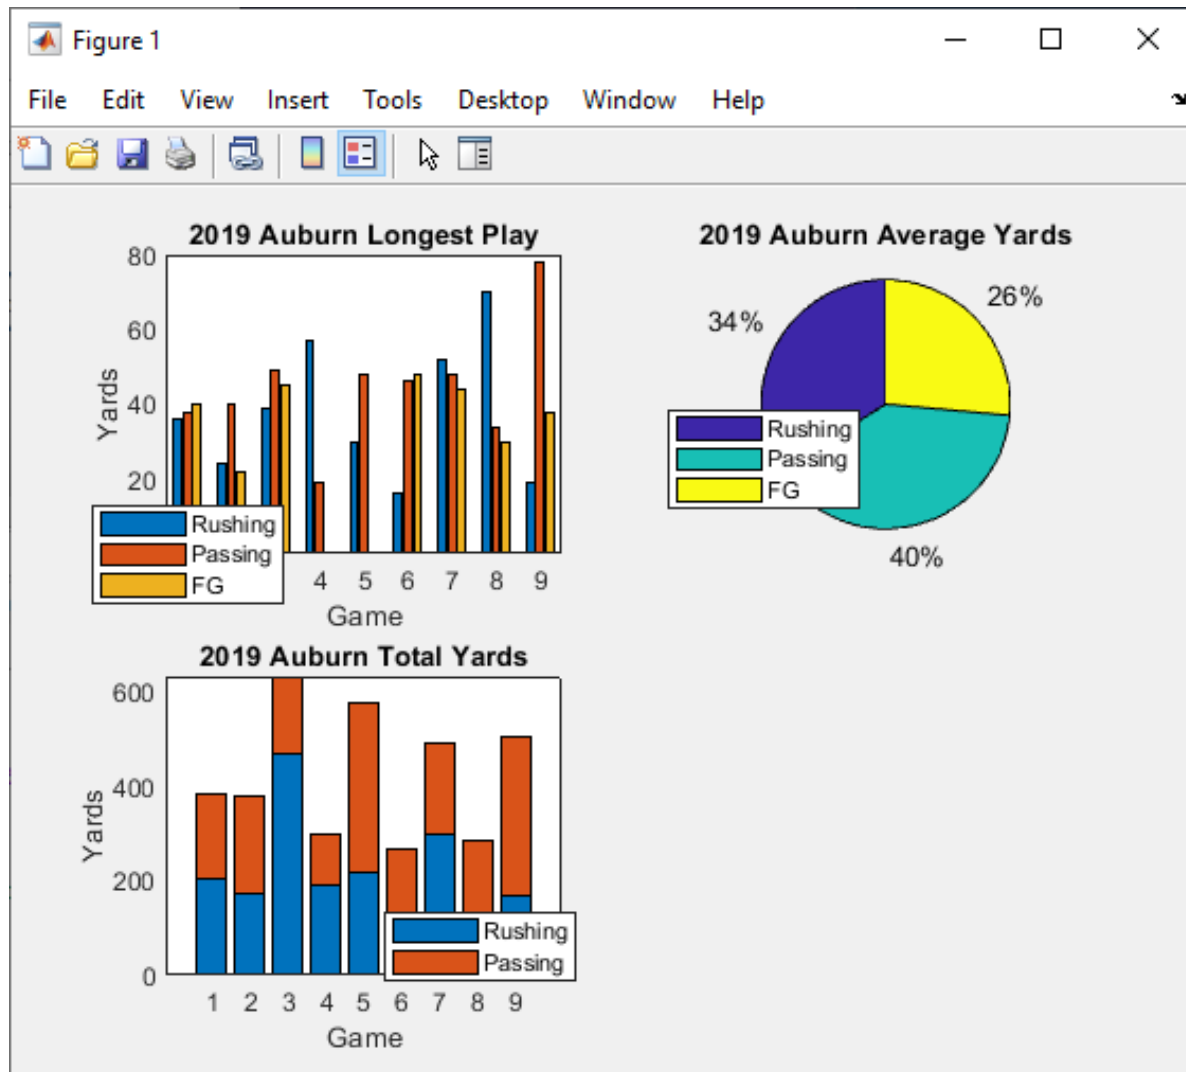 Figure 1
File Edit View Insert Tools Desktop Window Help
2019 Auburn Longest Play
80
60
40
20
Yards
Rushing
Passing
FG
4 5 6 7 8 9
Game
2019 Auburn Average Yards
34%
26%
40%
Rushing
Passing
FG
2019 Auburn Total Yards
600
400
200
0
Yards
Rushing
Passing
1 2 3 4 5 6 7 8 9
Game